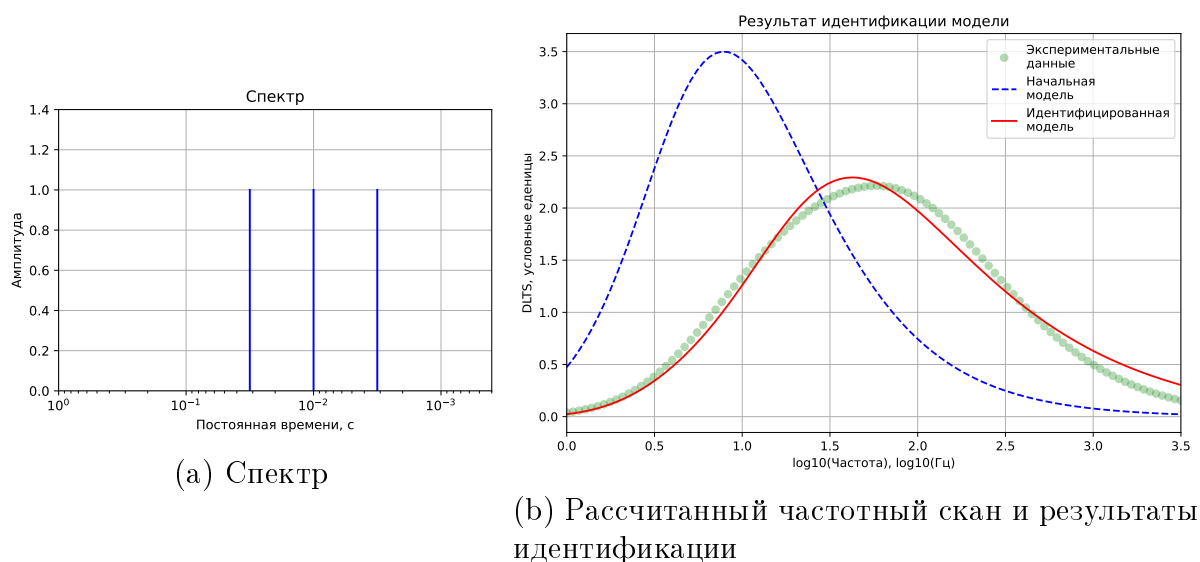 Спектр
1.4
1.2
1.0
0.8
0.6
0.4
0.2
0.0
Амплитуда
10⁰
10⁻¹
10⁻²
10⁻³
Постоянная времени, с
(a) Спектр
Результат идентификации модели
3.5
3.0
2.5
2.0
1.5
1.0
0.5
0.0
DLTS, условные еденицы
Экспериментальные
данные
Начальная
модель
Идентифицированная
модель
0.0
0.5
1.0
1.5
2.0
2.5
3.0
3.5
log10(Частота), log10(Гц)
(b) Рассчитанный частотный скан и результаты
идентификации